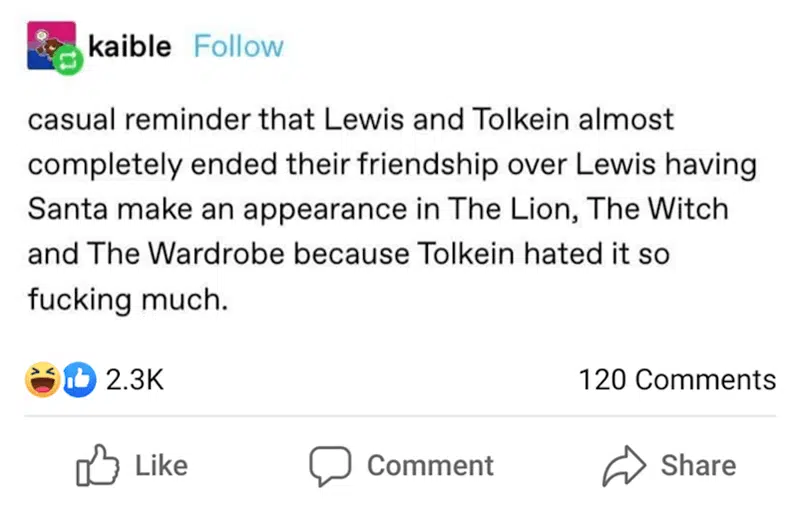 kaible Follow
casual reminder that Lewis and Tolkein almost
completely ended their friendship over Lewis having
Santa make an appearance in The Lion, The Witch
and The Wardrobe because Tolkein hated it so
fucking much.
2.3K 120 Comments
Like Comment Share